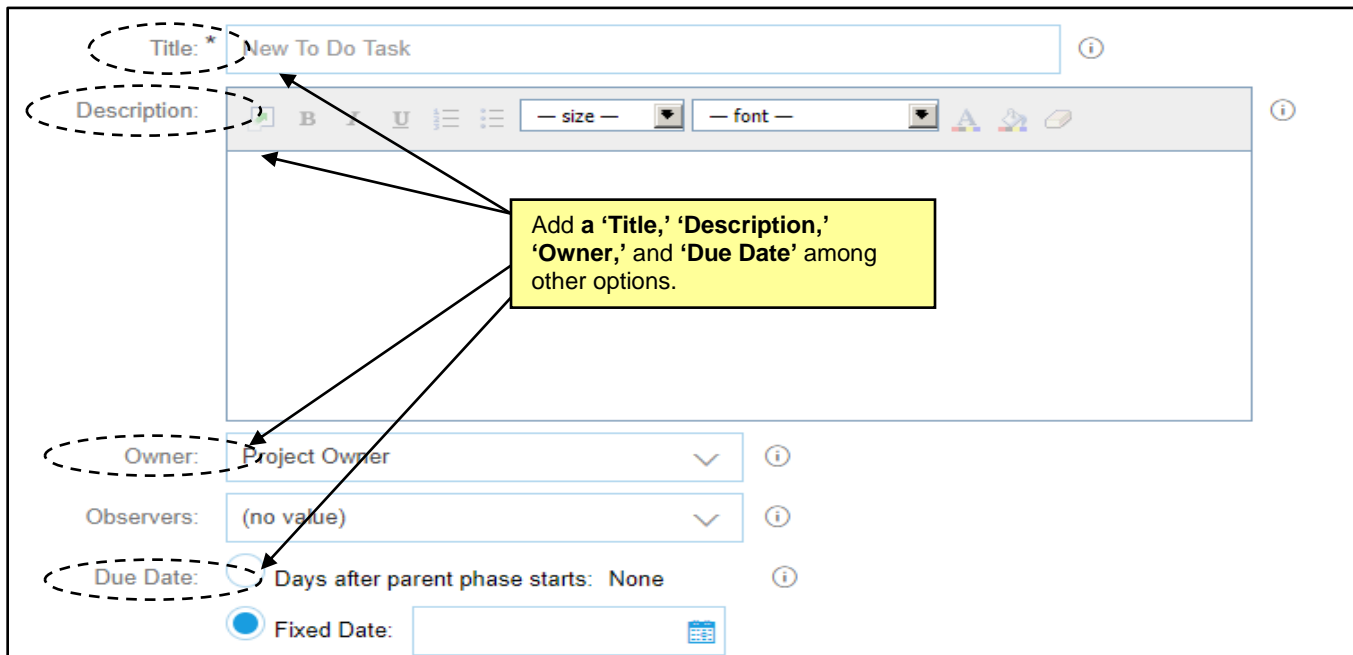 Title: * New To Do Task
Description:
B I U — size — — font — A
Add a ‘Title,’ ‘Description,’
‘Owner,’ and ‘Due Date’ among
other options.
Owner: Project Owner
Observers: (no value)
Due Date: Days after parent phase starts: None
Fixed Date: